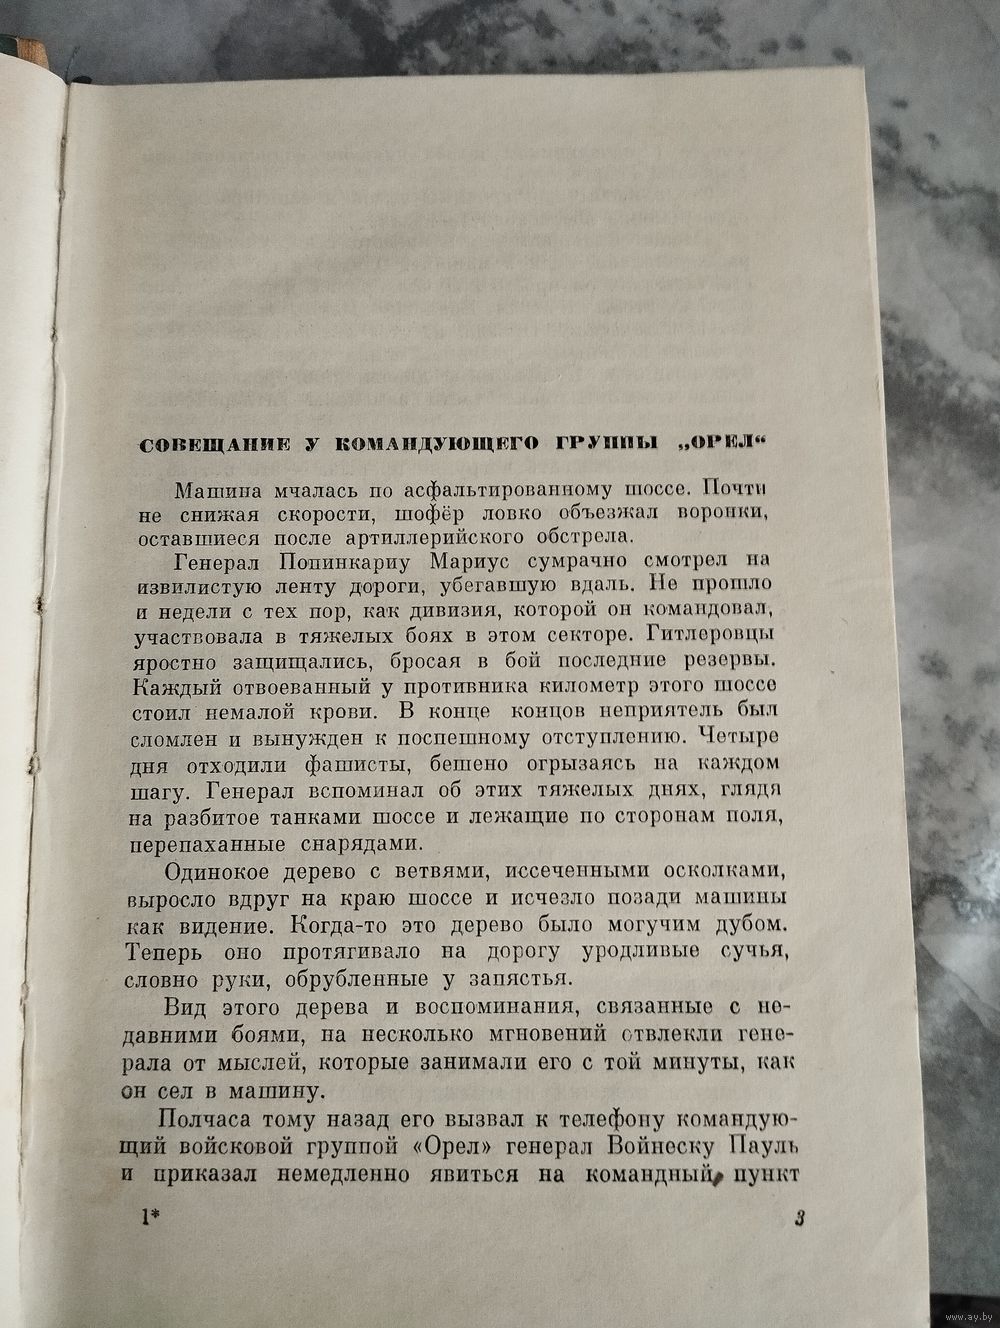 СОВЕЩАНИЕ У КОМАНДУЮЩЕГО ГРУППЫ „ОРЕЛ“
Машина мчалась по асфальтированному шоссе. Почти
не снижая скорости, шофёр ловко объезжал воронки,
оставшиеся после артиллерийского обстрела.
Генерал Попинкариу Мариус сумрачно смотрел на
извилистую ленту дороги, убегавшую вдаль. Не прошло
и недели с тех пор, как дивизия, которой он командовал,
участвовала в тяжелых боях в этом секторе. Гитлеровцы
яростно защищались, бросая в бой последние резервы.
Каждый отвоеванный у противника километр этого шоссе
стоил немалой крови. В конце концов неприятель был
сломлен и вынужден к поспешному отступлению. Четыре
дня отходили фашисты, бешено огрызаясь на каждом
шагу. Генерал вспоминал об этих тяжелых днях, глядя
на разбитое танками шоссе и лежащие по сторонам поля,
перепаханные снарядами.
Одинокое дерево с ветвями, иссеченными осколками,
выросло вдруг на краю шоссе и исчезло позади машины
как видение. Когда-то это дерево было могучим дубом.
Теперь оно протягивало на дорогу уродливые сучья,
словно руки, обрубленные у запястья.
Вид этого дерева и воспоминания, связанные с не-
давними боями, на несколько мгновений отвлекли гене-
рала от мыслей, которые занимали его с той минуты, как
он сел в машину.
Полчаса тому назад его вызвал к телефону командую-
щий войсковой группой «Орел» генерал Войнеску Пауль
и приказал немедленно явиться на командный пункт
1*
3
www.ay.by